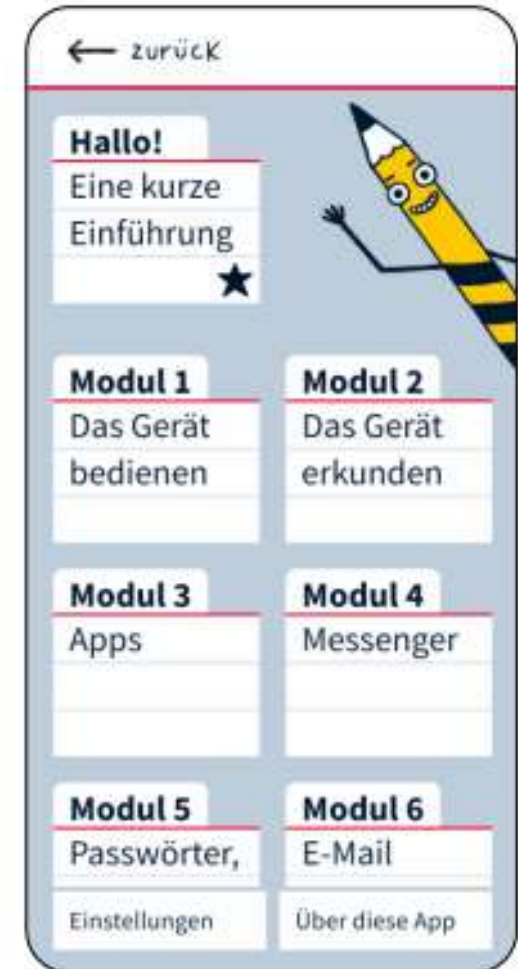 ← zurück
Hallo!
Eine kurze
Einführung
Modul 1
Das Gerät
bedienen
Modul 2
Das Gerät
erkunden
Modul 3
Apps
Modul 4
Messenger
Modul 5
Passwörter,
Modul 6
E-Mail
Einstellungen
Über diese App